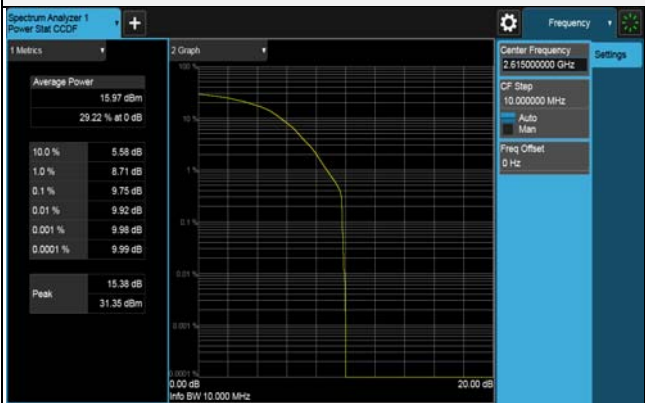 Spectrum Analyzer 1
Power Stat CCDF
Frequency
1 Metrics
Average Power
15.97 dBm
29.22 % at 0 dB
10.0 % 5.58 dB
1.0 % 8.71 dB
0.1 % 9.75 dB
0.01 % 9.92 dB
0.001 % 9.98 dB
0.0001 % 9.99 dB
Peak 15.38 dB
31.35 dBm
2 Graph
100 %
10 %
1 %
0.1 %
0.01 %
0.001 %
0.0001 %
0.00 dB 20.00 dB
Info BW 10.000 MHz
Center Frequency
2.615000000 GHz
Settings
CF Step
10.000000 MHz
Auto
Man
Freq Offset
0 Hz